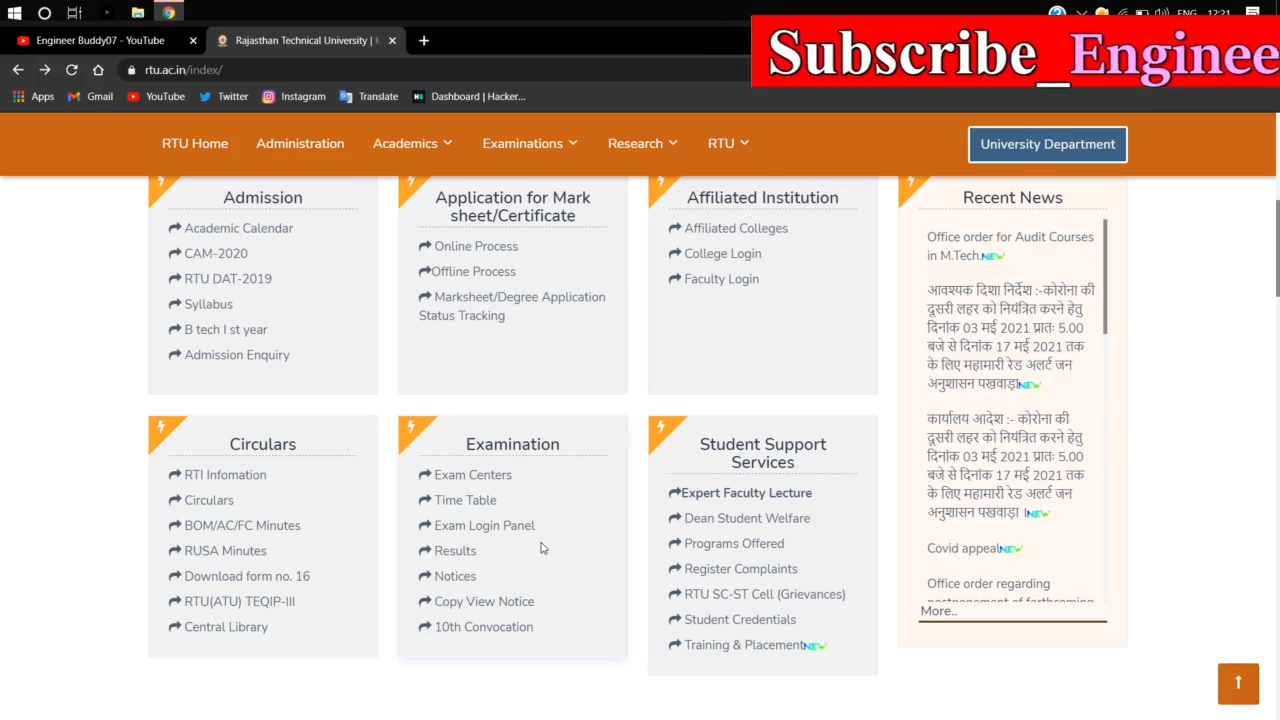 ENG 12:21
Engineer Buddy07 - YouTube
Rajasthan Technical University | K
Subscribe_Enginee
rtu.ac.in/index/
Apps Gmail YouTube Twitter Instagram Translate Dashboard | Hacker...
RTU Home Administration Academics Examinations Research RTU University Department
Admission
Academic Calendar
CAM-2020
RTU DAT-2019
Syllabus
B tech I st year
Admission Enquiry
Application for Mark
sheet/Certificate
Online Process
Offline Process
Marksheet/Degree Application
Status Tracking
Affiliated Institution
Affiliated Colleges
College Login
Faculty Login
Recent News
Office order for Audit Courses
in M.Tech.NEW
आवश्यक दिशा निर्देश :-कोरोना की
दूसरी लहर को नियंत्रित करने हेतु
दिनांक 03 मई 2021 प्रातः 5.00
बजे से दिनांक 17 मई 2021 तक
के लिए महामारी रेड अलर्ट जन
अनुशासन पखवाड़ाNEW
कार्यालय आदेश :- कोरोना की
दूसरी लहर को नियंत्रित करने हेतु
दिनांक 03 मई 2021 प्रातः 5.00
बजे से दिनांक 17 मई 2021 तक
के लिए महामारी रेड अलर्ट जन
अनुशासन पखवाड़ा ।NEW
Covid appealNEW
Office order regarding
postponement of forthcoming
More..
Circulars
RTI Infomation
Circulars
BOM/AC/FC Minutes
RUSA Minutes
Download form no. 16
RTU(ATU) TEQIP-III
Central Library
Examination
Exam Centers
Time Table
Exam Login Panel
Results
Notices
Copy View Notice
10th Convocation
Student Support
Services
Expert Faculty Lecture
Dean Student Welfare
Programs Offered
Register Complaints
RTU SC-ST Cell (Grievances)
Student Credentials
Training & PlacementNEW